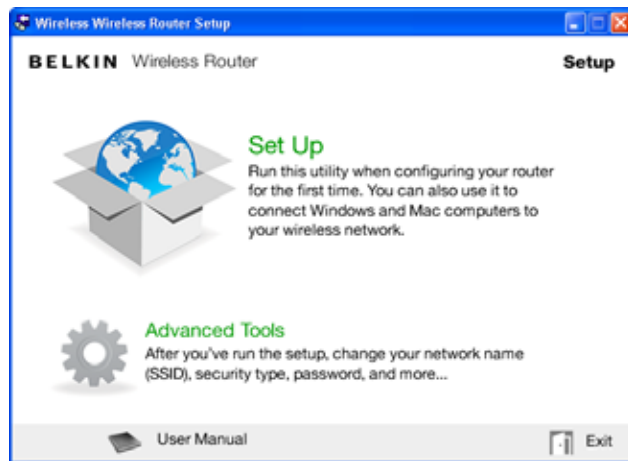 Wireless Wireless Router Setup
BELKIN Wireless Router
Setup
Set Up
Run this utility when configuring your router
for the first time. You can also use it to
connect Windows and Mac computers to
your wireless network.
Advanced Tools
After you've run the setup, change your network name
(SSID), security type, password, and more...
User Manual
Exit